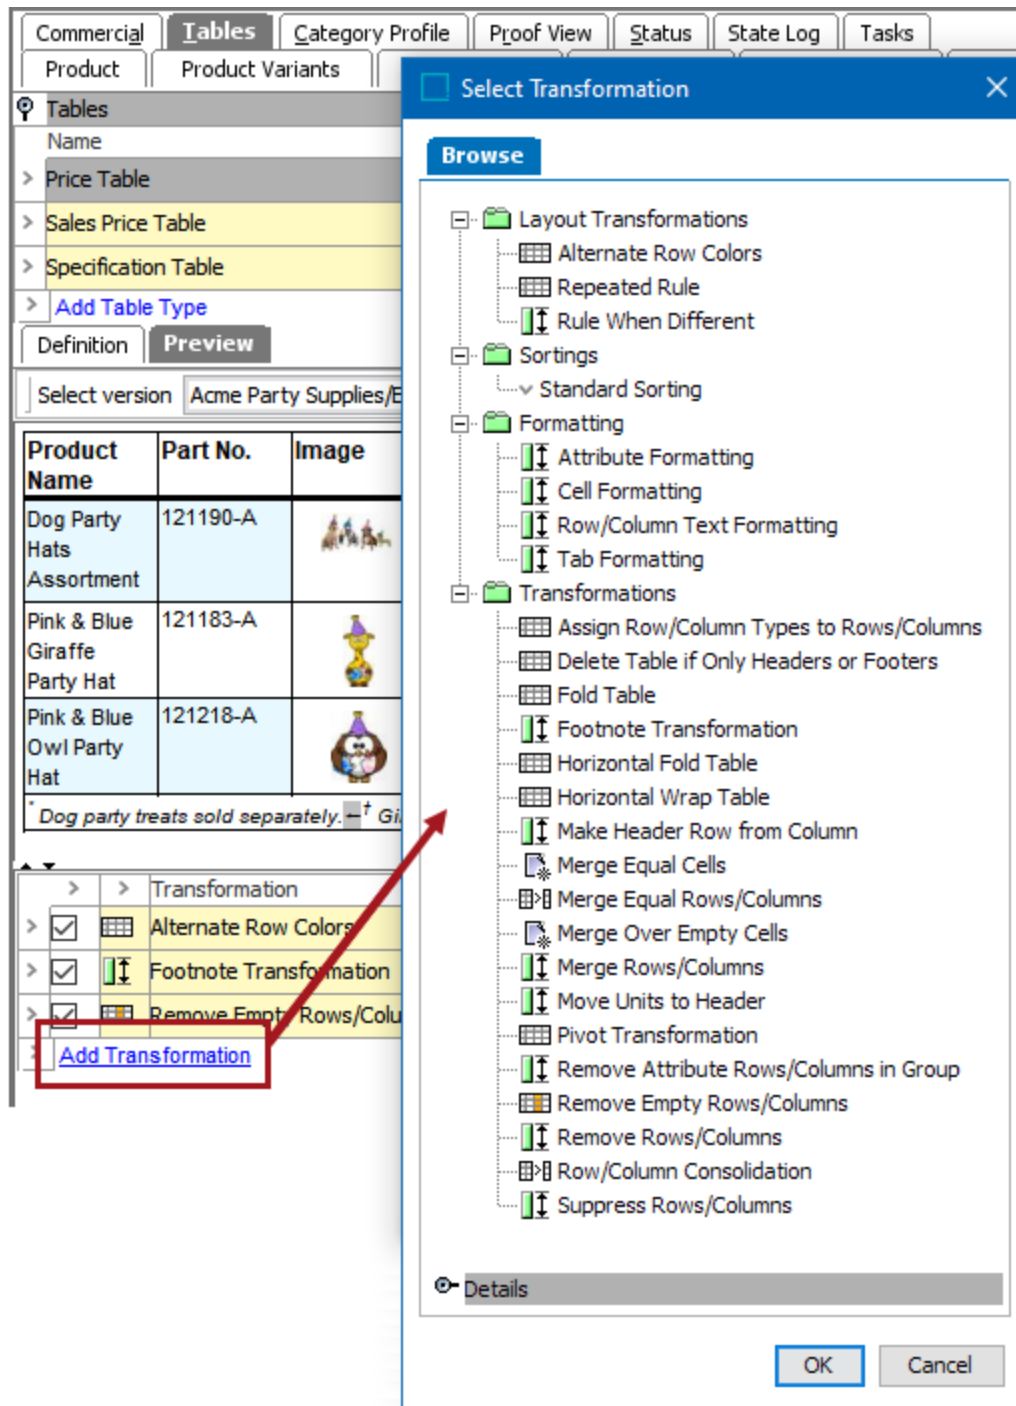 Commercial Tables Category Profile Proof View Status State Log Tasks
Product Product Variants
Tables
Name
Price Table
Sales Price Table
Specification Table
Add Table Type
Definition Preview
Select version Acme Party Supplies/E
Product Name Part No. Image
Dog Party
Hats
Assortment
121190-A
Pink & Blue
Giraffe
Party Hat
121183-A
Pink & Blue
Owl Party
Hat
121218-A
* Dog party treats sold separately.←† Gi
> > Transformation
Alternate Row Colors
Footnote Transformation
Remove Empty Rows/Colu
Add Transformation
Select Transformation
Browse
Layout Transformations
Alternate Row Colors
Repeated Rule
Rule When Different
Sortings
Standard Sorting
Formatting
Attribute Formatting
Cell Formatting
Row/Column Text Formatting
Tab Formatting
Transformations
Assign Row/Column Types to Rows/Columns
Delete Table if Only Headers or Footers
Fold Table
Footnote Transformation
Horizontal Fold Table
Horizontal Wrap Table
Make Header Row from Column
Merge Equal Cells
Merge Equal Rows/Columns
Merge Over Empty Cells
Merge Rows/Columns
Move Units to Header
Pivot Transformation
Remove Attribute Rows/Columns in Group
Remove Empty Rows/Columns
Remove Rows/Columns
Row/Column Consolidation
Suppress Rows/Columns
Details
OK Cancel